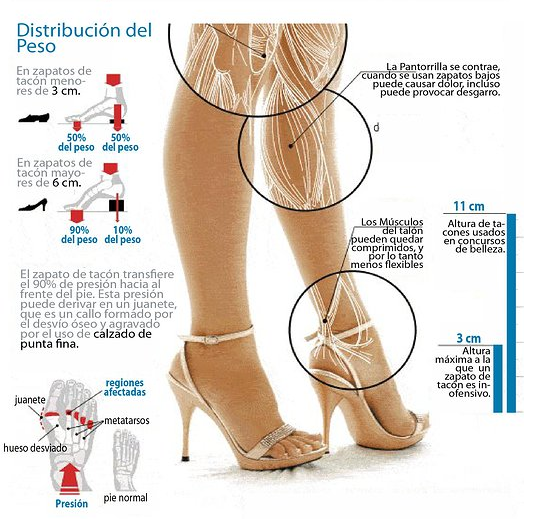 Distribución del
Peso
En zapatos de
tacón meno-
res de 3 cm.
50%
del peso
50%
del peso
En zapatos de
tacón mayo-
res de 6 cm.
90%
del peso
10%
del peso
El zapato de tacón transfiere
el 90% de presión hacia al
frente del pie. Esta presión
puede derivar en un juanete,
que es un callo formado por
el desvío óseo y agravado
por el uso de calzado de
punta fina.
regiones
afectadas
juanete
metatarsos
hueso desviado
Presión
pie normal
La Pantorrilla se contrae,
cuando se usan zapatos bajos
puede causar dolor, incluso
puede provocar desgarro.
d
Los Músculos
del talón
pueden quedar
comprimidos, y
por lo tanto
menos flexibles
11 cm
Altura de ta-
cones usados
en concursos
de belleza.
3 cm
Altura
máxima a la
que un
zapato de
tacón es in-
ofensivo.